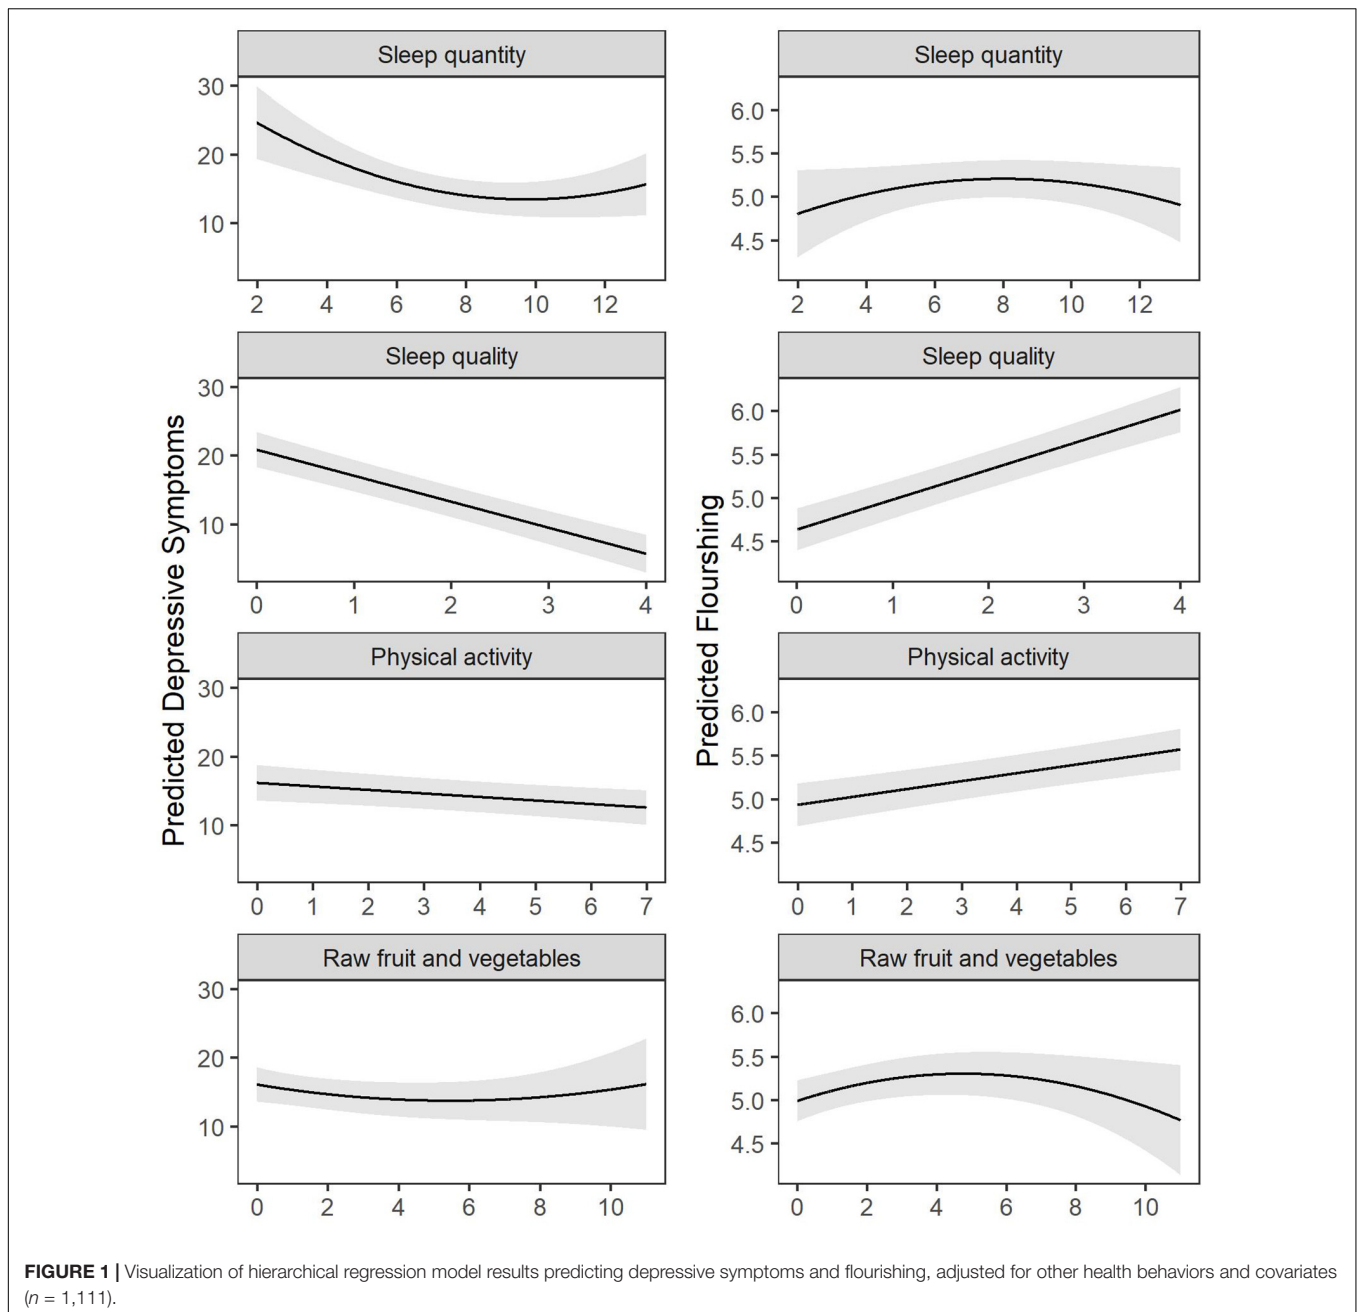 Sleep quantity
30
20
10
2 4 6 8 10 12
Sleep quantity
6.0
5.5
5.0
4.5
2 4 6 8 10 12
Sleep quality
30
20
10
0 1 2 3 4
Sleep quality
6.0
5.5
5.0
4.5
0 1 2 3 4
Predicted Depressive Symptoms
Predicted Flourshing
Physical activity
30
20
10
0 1 2 3 4 5 6 7
Physical activity
6.0
5.5
5.0
4.5
0 1 2 3 4 5 6 7
Raw fruit and vegetables
30
20
10
0 2 4 6 8 10
Raw fruit and vegetables
6.0
5.5
5.0
4.5
0 2 4 6 8 10
FIGURE 1 | Visualization of hierarchical regression model results predicting depressive symptoms and flourishing, adjusted for other health behaviors and covariates
(n = 1,111).